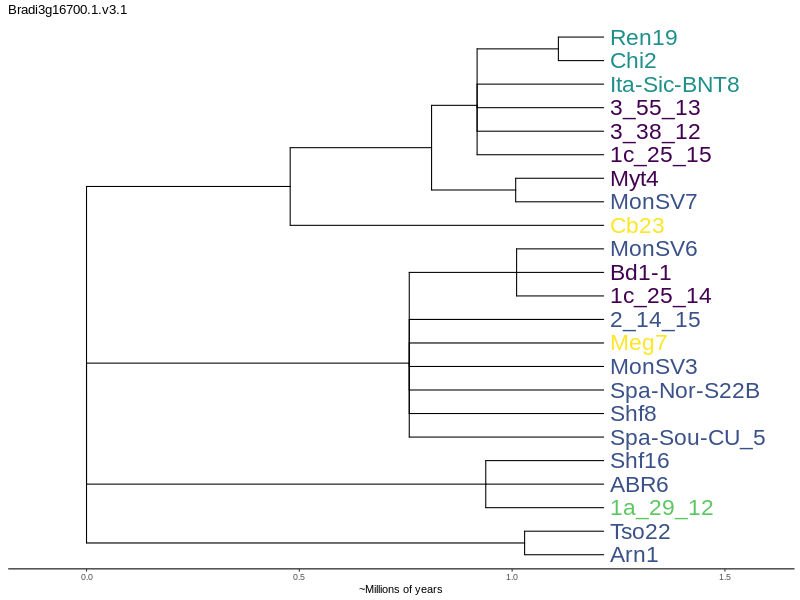 Bradi3g16700.1.v3.1
Ren19
Chi2
Ita-Sic-BNT8
3_55_13
3_38_12
1c_25_15
Myt4
MonSV7
Cb23
MonSV6
Bd1-1
1c_25_14
2_14_15
Meg7
MonSV3
Spa-Nor-S22B
Shf8
Spa-Sou-CU_5
Shf16
ABR6
1a_29_12
Tso22
Arn1
0.0 0.5 1.0 1.5
~Millions of years